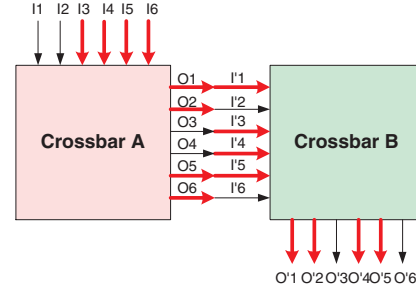 I1 I2 I3 I4 I5 I6
O1 I'1
O2 I'2
O3 I'3
Crossbar A Crossbar B
O4 I'4
O5 I'5
O6 I'6
O'1 O'2 O'3 O'4 O'5 O'6